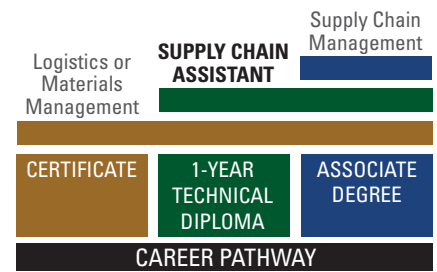 Logistics or
Materials
Management
SUPPLY CHAIN
ASSISTANT
Supply Chain
Management
CERTIFICATE
1-YEAR
TECHNICAL
DIPLOMA
ASSOCIATE
DEGREE
CAREER PATHWAY